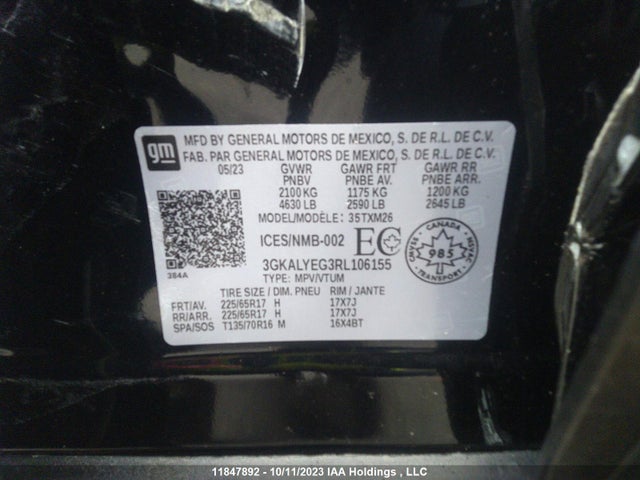 gm
MFD BY GENERAL MOTORS DE MEXICO, S. DE R.L. DE C.V.
FAB. PAR GENERAL MOTORS DE MEXICO, S. DE R.L. DE C.V.
05/23 GVWR GAWR FRT GAWR RR
PNBV PNBE AV. PNBE ARR.
2100 KG 1175 KG 1200 KG
4630 LB 2590 LB 2645 LB
MODEL/MODÈLE: 35TXM26
ICES/NMB-002 EC
CANADA
985
TRANSPORT
3GKALYEG3RL106155
384A
TYPE: MPV/VTUM
TIRE SIZE / DIM. PNEU RIM / JANTE
FRT/AV. 225/65R17 H 17X7J
RR/ARR. 225/65R17 H 17X7J
SPA/SOS T135/70R16 M 16X4BT
11847892 - 10/11/2023 IAA Holdings , LLC